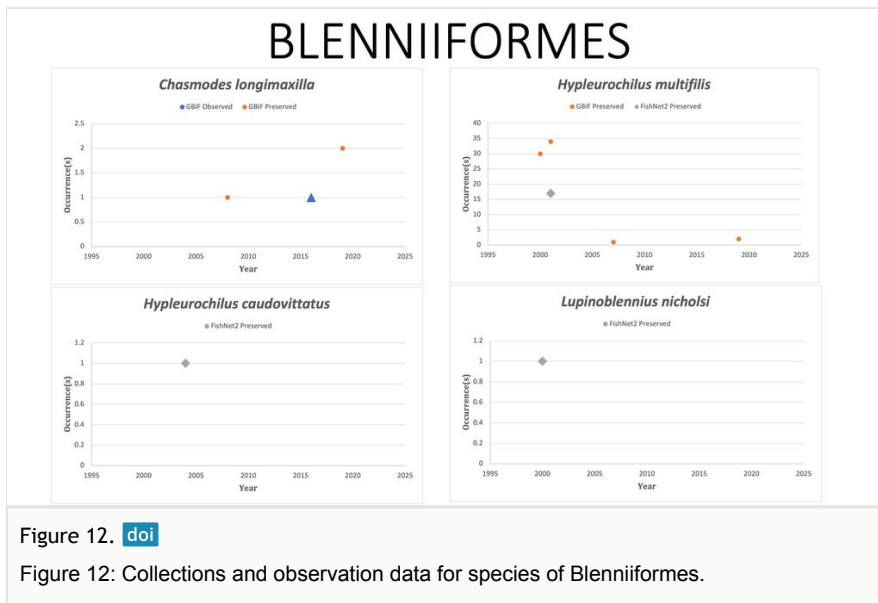 BLENNIIFORMES
Chasmodes longimaxilla
GBIF Observed GBIF Preserved
2.5
2
1.5
1
0.5
0
Occurrence(s)
1995 2000 2005 2010 2015 2020 2025
Year
Hypleurochilus multifilis
GBIF Preserved FishNet2 Preserved
40
35
30
25
20
15
10
5
0
Occurrence(s)
1995 2000 2005 2010 2015 2020 2025
Year
Hypleurochilus caudovittatus
FishNet2 Preserved
1.2
1
0.8
0.6
0.4
0.2
0
Occurrence(s)
1995 2000 2005 2010 2015 2020 2025
Year
Lupinoblennius nicholsi
FishNet2 Preserved
1.2
1
0.8
0.6
0.4
0.2
0
Occurrence(s)
1995 2000 2005 2010 2015 2020 2025
Year
Figure 12. doi
Figure 12: Collections and observation data for species of Blenniiformes.